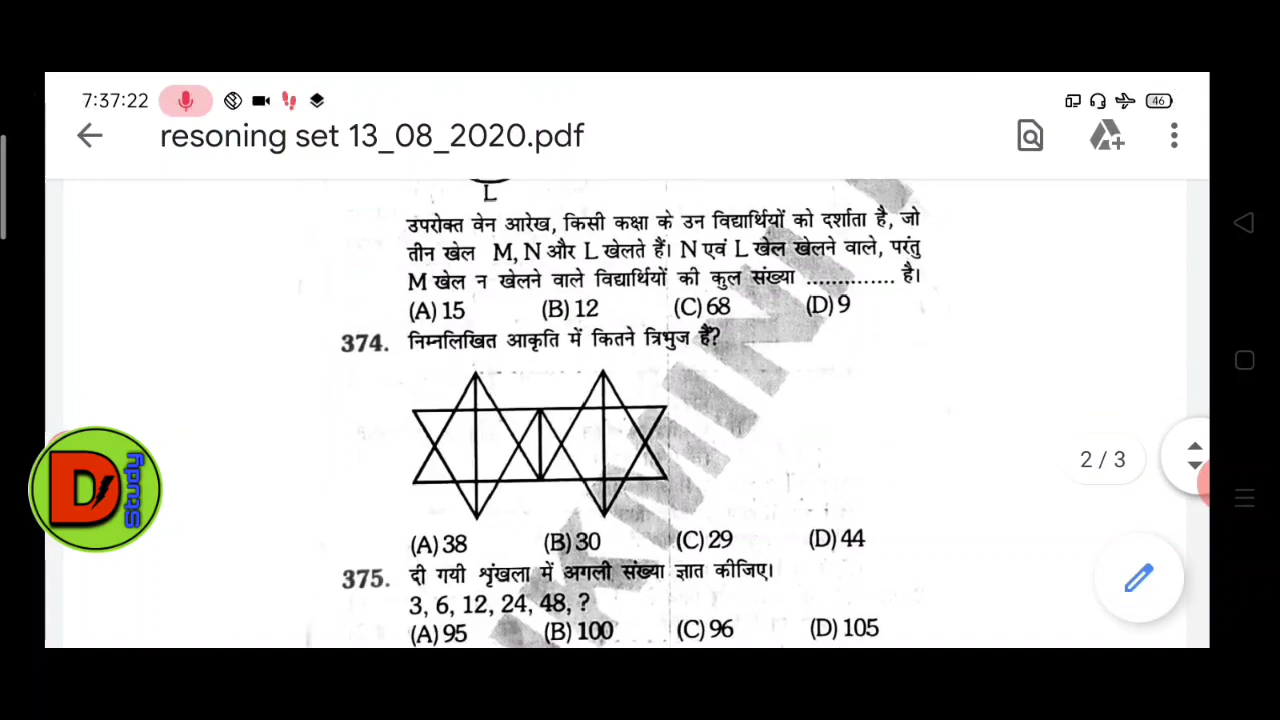 7:37:22 46
resoning set 13_08_2020.pdf
L
उपरोक्त वेन आरेख, किसी कक्षा के उन विद्यार्थियों को दर्शाता है, जो
तीन खेल M, N और L खेलते हैं। N एवं L खेल खेलने वाले, परंतु
M खेल न खेलने वाले विद्यार्थियों की कुल संख्या .............. है।
(A) 15 (B) 12 (C) 68 (D) 9
374. निम्नलिखित आकृति में कितने त्रिभुज हैं?
2 / 3
D Study
(A) 38 (B) 30 (C) 29 (D) 44
375. दी गयी श्रृंखला में अगली संख्या ज्ञात कीजिए।
3, 6, 12, 24, 48, ?
(A) 95 (B) 100 (C) 96 (D) 105